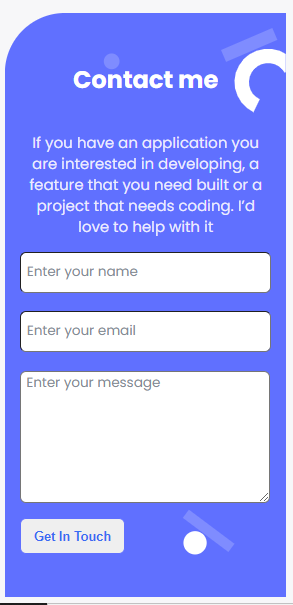 Contact me
If you have an application you
are interested in developing, a
feature that you need built or a
project that needs coding. I’d
love to help with it
Enter your name
Enter your email
Enter your message
Get In Touch